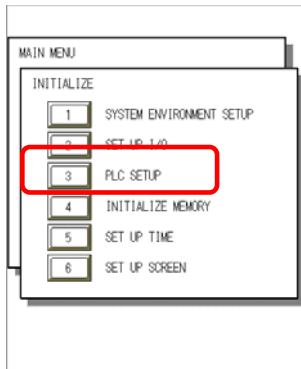 MAIN MENU
INITIALIZE
1 SYSTEM ENVIRONMENT SETUP
2 SET UP I/O
3 PLC SETUP
4 INITIALIZE MEMORY
5 SET UP TIME
6 SET UP SCREEN